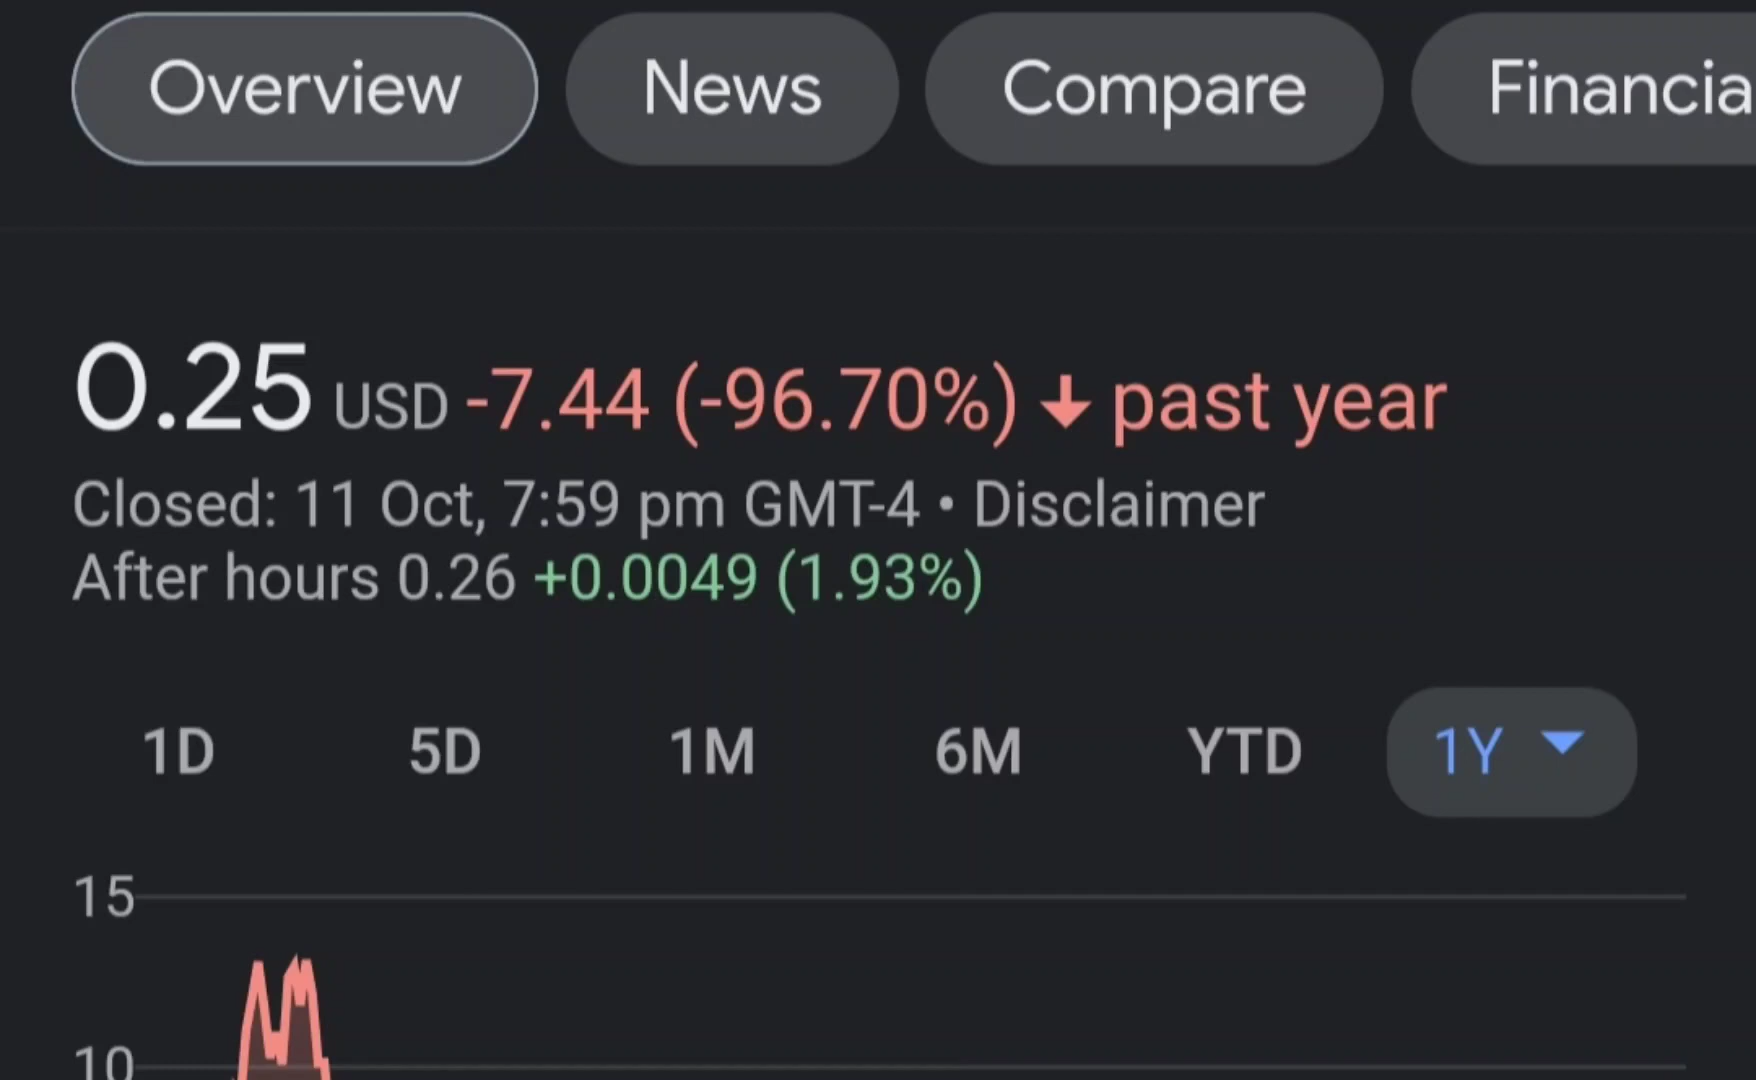 Overview News Compare Financia
0.25 USD -7.44 (-96.70%) ↓ past year
Closed: 11 Oct, 7:59 pm GMT-4 • Disclaimer
After hours 0.26 +0.0049 (1.93%)
1D 5D 1M 6M YTD 1Y
15
10